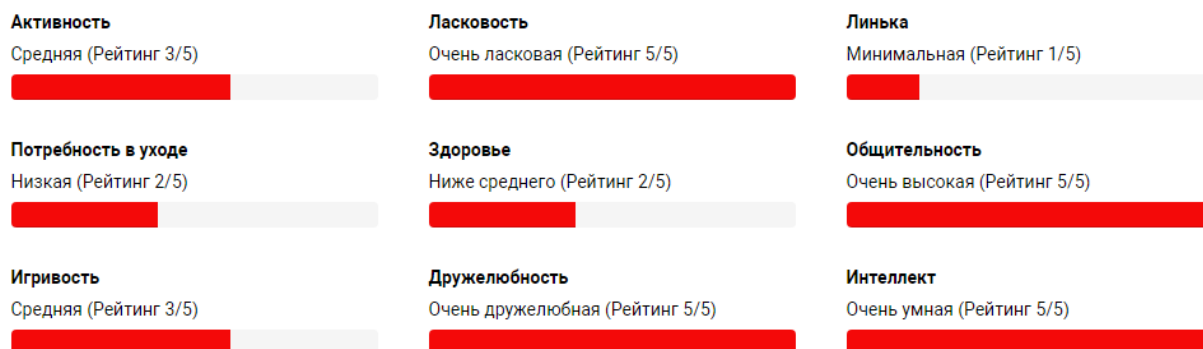 Активность
Средняя (Рейтинг 3/5)
Ласковость
Очень ласковая (Рейтинг 5/5)
Линька
Минимальная (Рейтинг 1/5)
Потребность в уходе
Низкая (Рейтинг 2/5)
Здоровье
Ниже среднего (Рейтинг 2/5)
Общительность
Очень высокая (Рейтинг 5/5)
Игривость
Средняя (Рейтинг 3/5)
Дружелюбность
Очень дружелюбная (Рейтинг 5/5)
Интеллект
Очень умная (Рейтинг 5/5)